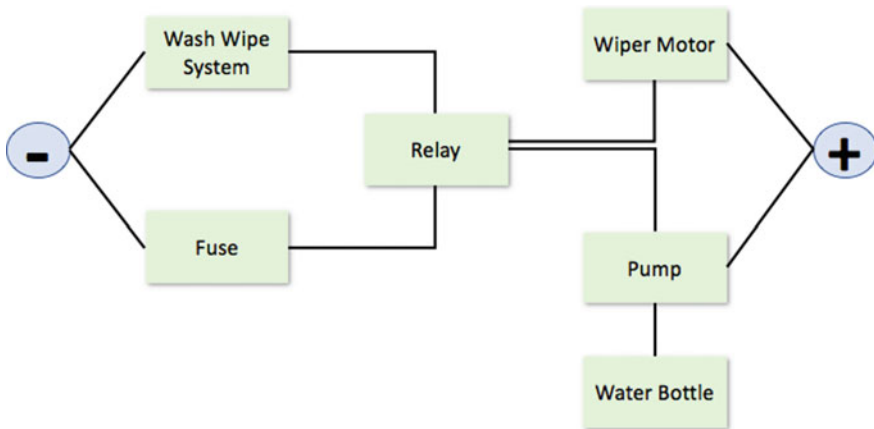 Wash Wipe
System
Wiper Motor
-
Relay
+
Fuse
Pump
Water Bottle